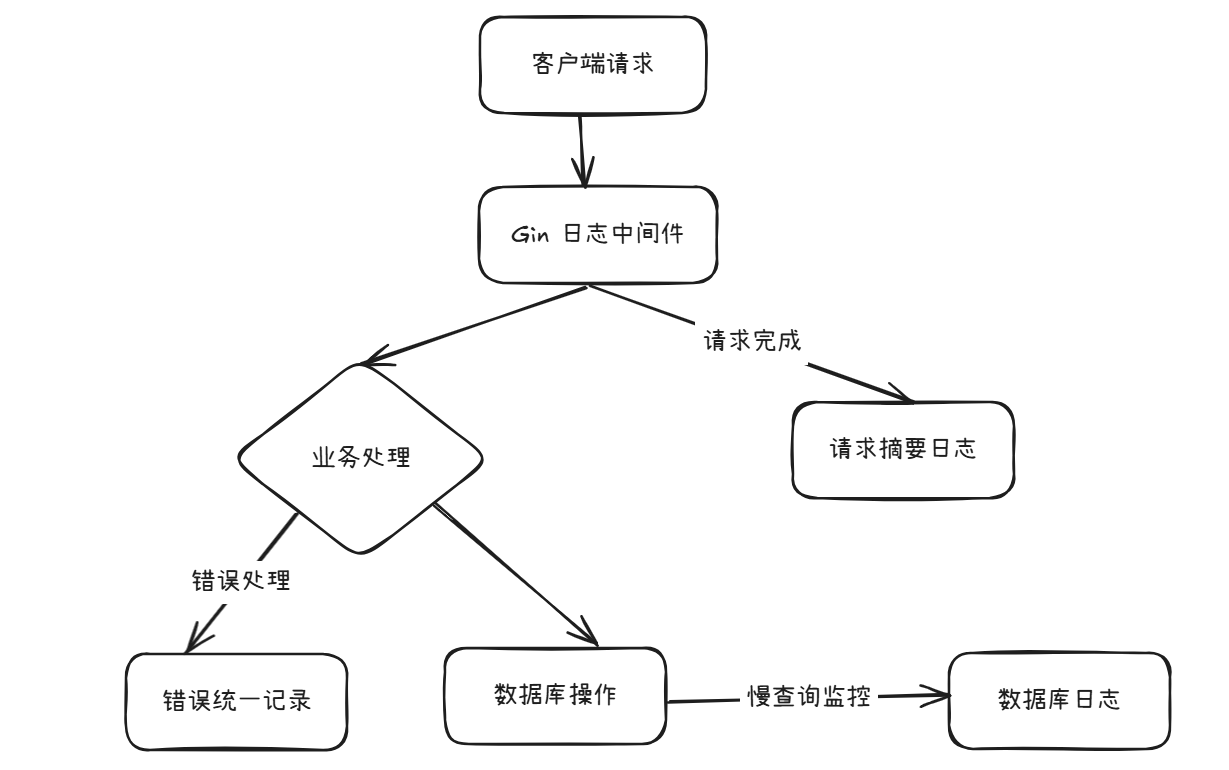 客户端请求
Gin 日志中间件
请求完成
请求摘要日志
业务处理
错误处理
错误统一记录
数据库操作
慢查询监控
数据库日志